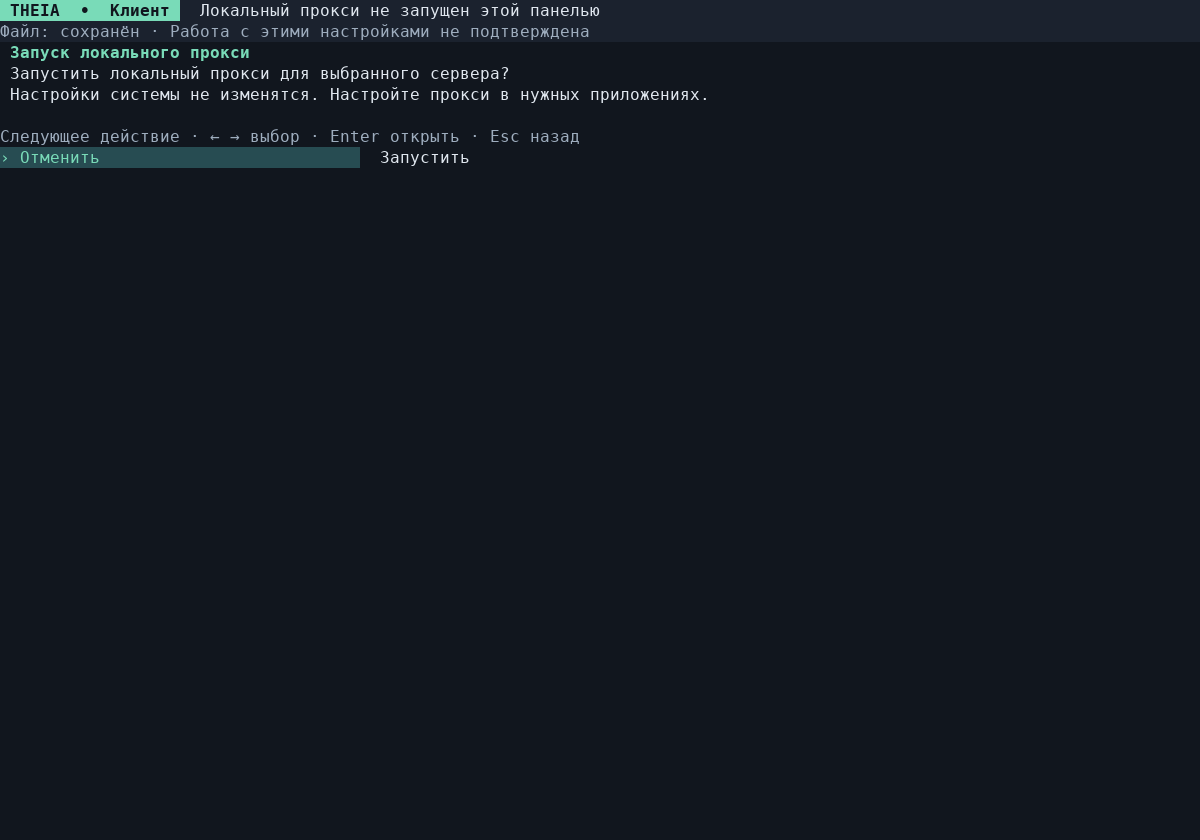 THEIA • Клиент Локальный прокси не запущен этой панелью
Файл: сохранён · Работа с этими настройками не подтверждена
Запуск локального прокси
Запустить локальный прокси для выбранного сервера?
Настройки системы не изменятся. Настройте прокси в нужных приложениях.
Следующее действие · ← → выбор · Enter открыть · Esc назад
› Отменить Запустить